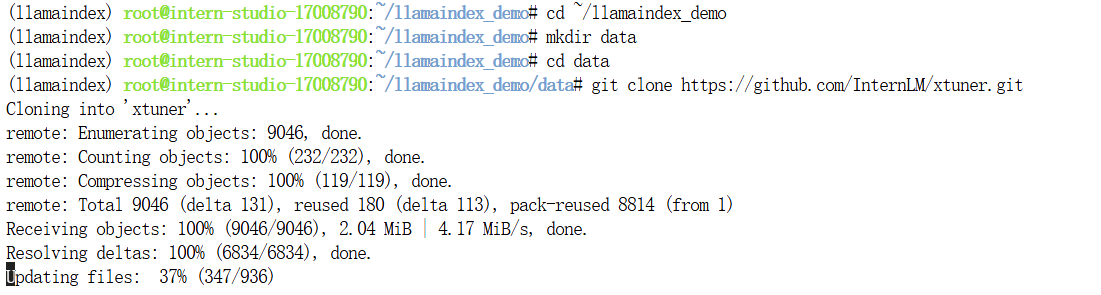 (llamaindex) root@intern-studio-17008790:~/llamaindex_demo# cd ~/llamaindex_demo
(llamaindex) root@intern-studio-17008790:~/llamaindex_demo# mkdir data
(llamaindex) root@intern-studio-17008790:~/llamaindex_demo# cd data
(llamaindex) root@intern-studio-17008790:~/llamaindex_demo/data# git clone https://github.com/InternLM/xtuner.git
Cloning into 'xtuner'...
remote: Enumerating objects: 9046, done.
remote: Counting objects: 100% (232/232), done.
remote: Compressing objects: 100% (119/119), done.
remote: Total 9046 (delta 131), reused 180 (delta 113), pack-reused 8814 (from 1)
Receiving objects: 100% (9046/9046), 2.04 MiB | 4.17 MiB/s, done.
Resolving deltas: 100% (6834/6834), done.
Updating files:  37% (347/936)